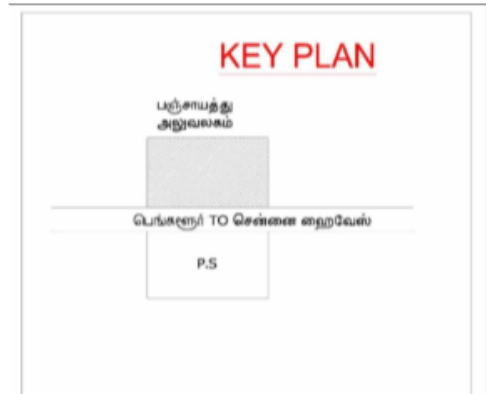 KEY PLAN
பஞ்சாயத்து
அலுவலகம்
பெங்களூர் TO சென்னை ஹைவேஸ்
P.S